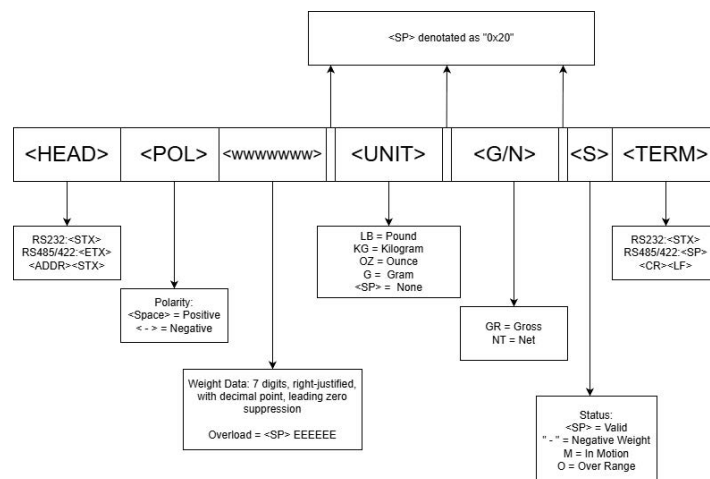 <SP> denotated as "0x20"
<HEAD> <POL> <wwwwwww> <UNIT> <G/N> <S> <TERM>
RS232:<STX>
RS485/422:<ETX>
<ADDR><STX>
Polarity:
<Space> = Positive
< - > = Negative
Weight Data: 7 digits, right-justified,
with decimal point, leading zero
suppression
Overload = <SP> EEEEEE
LB = Pound
KG = Kilogram
OZ = Ounce
G = Gram
<SP> = None
GR = Gross
NT = Net
Status:
<SP> = Valid
" - " = Negative Weight
M = In Motion
O = Over Range
RS232:<STX>
RS485/422:<SP>
<CR><LF>